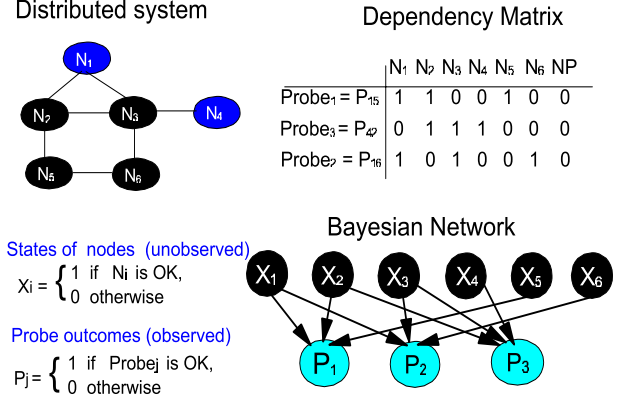 Distributed system
N1
N2
N3
N4
N5
N6
Dependency Matrix
N1 N2 N3 N4 N5 N6 NP
Probe1 = P15 1 1 0 0 1 0 0
Probe3 = P42 0 1 1 1 0 0 0
Probe2 = P16 1 0 1 0 0 1 0
States of nodes (unobserved)
Xi = { 1 if Ni is OK,
0 otherwise
Probe outcomes (observed)
Pj = { 1 if Probej is OK,
0 otherwise
Bayesian Network
X1 X2 X3 X4 X5 X6
P1 P2 P3